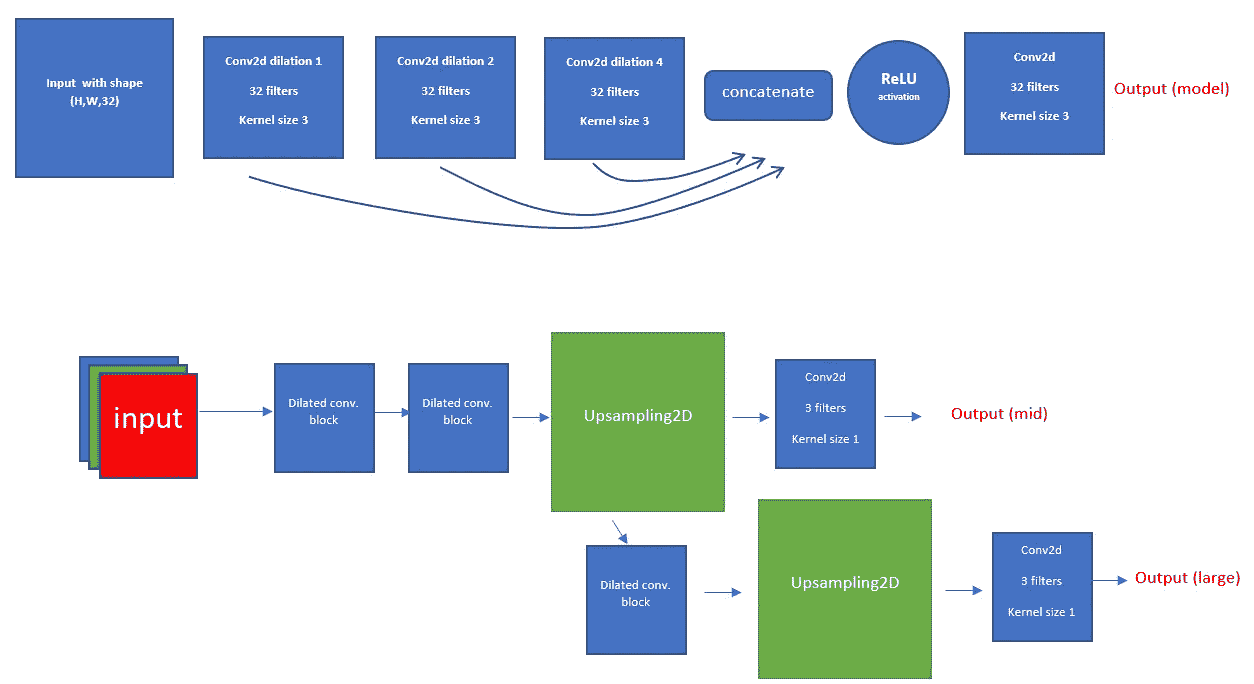 Input with shape
(H,W,32)
Conv2d dilation 1
32 filters
Kernel size 3
Conv2d dilation 2
32 filters
Kernel size 3
Conv2d dilation 4
32 filters
Kernel size 3
concatenate
ReLU
activation
Conv2d
32 filters
Kernel size 3
Output (model)
input
Dilated conv.
block
Dilated conv.
block
Upsampling2D
Conv2d
3 filters
Kernel size 1
Output (mid)
Dilated conv.
block
Upsampling2D
Conv2d
3 filters
Kernel size 1
Output (large)